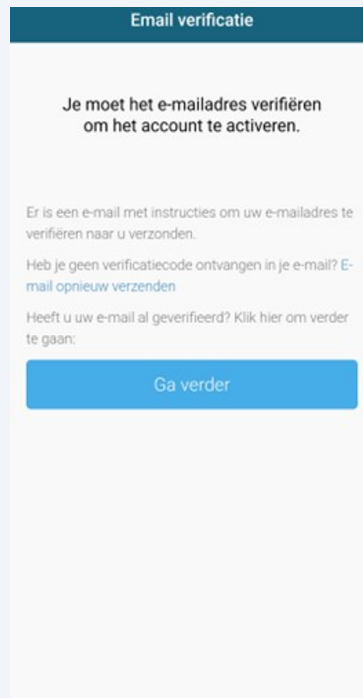 Email verificatie
Je moet het e-mailadres verifiëren
om het account te activeren.
Er is een e-mail met instructies om uw e-mailadres te
verifiëren naar u verzonden.
Heb je geen verificatiecode ontvangen in je e-mail? E-
mail opnieuw verzenden
Heeft u uw e-mail al geverifieerd? Klik hier om verder
te gaan:
Ga verder